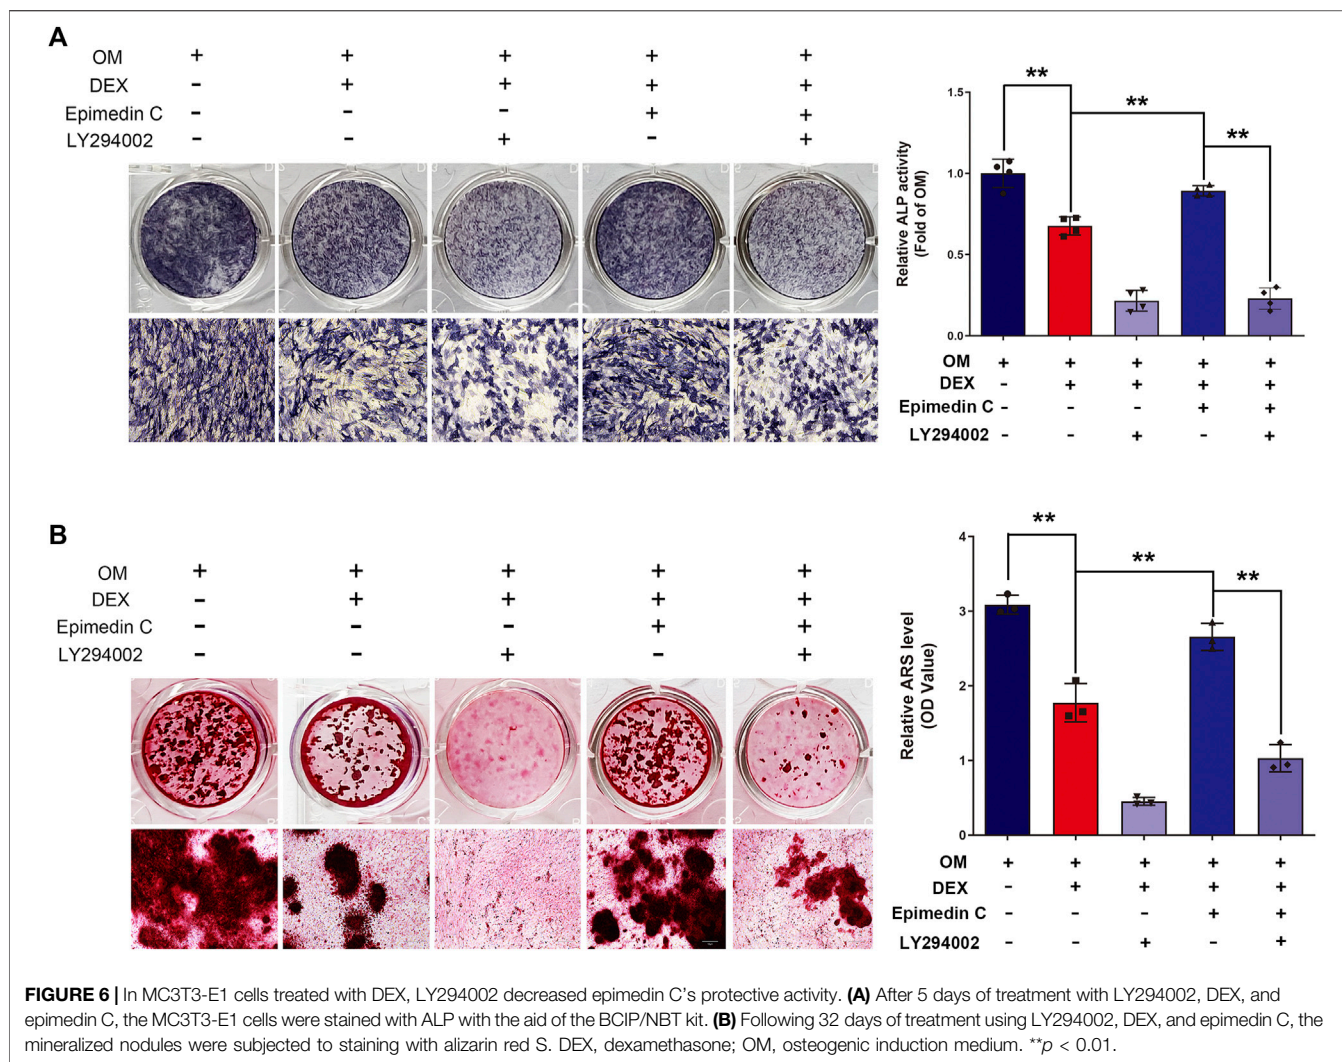 A
OM + + + + +
DEX - + + + +
Epimedin C - - - + +
LY294002 - - + - +
Relative ALP activity
(Fold of OM)
1.5
1.0
0.5
0.0
** ** **
OM + + + + +
DEX - + + + +
Epimedin C - - - + +
LY294002 - - + - +
B
OM + + + + +
DEX - + + + +
Epimedin C - - - + +
LY294002 - - + - +
Relative ARS level
(OD Value)
4
3
2
1
0
** ** **
OM + + + + +
DEX - + + + +
Epimedin C - - - + +
LY294002 - - + - +
FIGURE 6 | In MC3T3-E1 cells treated with DEX, LY294002 decreased epimedin C's protective activity. (A) After 5 days of treatment with LY294002, DEX, and
epimedin C, the MC3T3-E1 cells were stained with ALP with the aid of the BCIP/NBT kit. (B) Following 32 days of treatment using LY294002, DEX, and epimedin C, the
mineralized nodules were subjected to staining with alizarin red S. DEX, dexamethasone; OM, osteogenic induction medium. **p < 0.01.